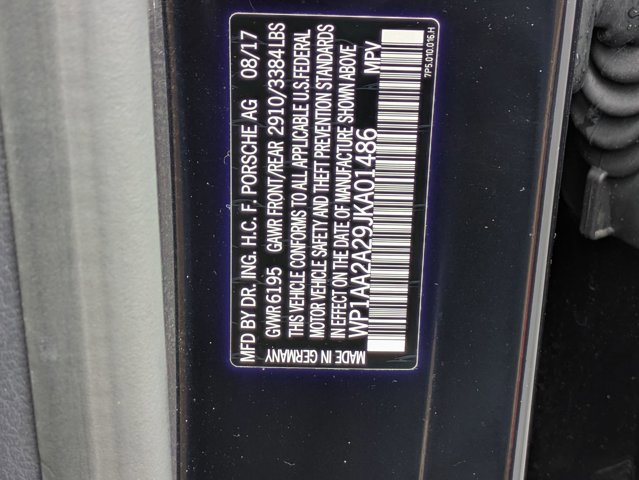 MFD BY DR. ING. H.C. F. PORSCHE AG 08/17
GVWR 6195 GAWR FRONT/REAR 2910/3384 LBS
THIS VEHICLE CONFORMS TO ALL APPLICABLE U.S. FEDERAL
MOTOR VEHICLE SAFETY AND THEFT PREVENTION STANDARDS
IN EFFECT ON THE DATE OF MANUFACTURE SHOWN ABOVE
WP1AA2A29JKA01486 MPV
MADE IN GERMANY
7P5.010.016.H